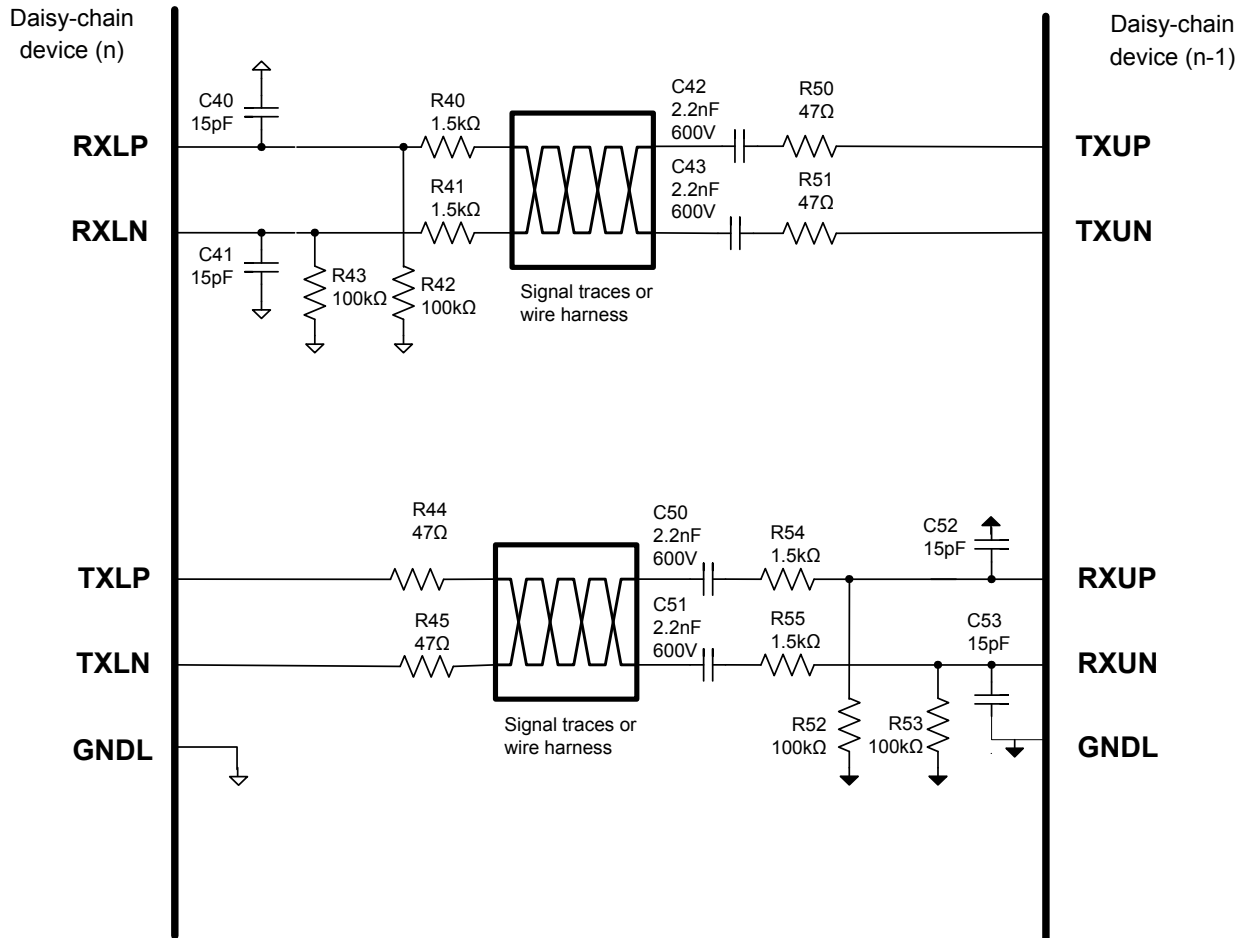 Daisy-chain
device (n)
Daisy-chain
device (n-1)
C40
15pF
R40
1.5kΩ
C42
2.2nF
600V
R50
47Ω
RXLP
TXUP
R41
1.5kΩ
C43
2.2nF
600V
R51
47Ω
RXLN
TXUN
C41
15pF
R43
100kΩ
R42
100kΩ
Signal traces or
wire harness
R44
47Ω
C50
2.2nF
600V
R54
1.5kΩ
C52
15pF
TXLP
RXUP
R45
47Ω
C51
2.2nF
600V
R55
1.5kΩ
C53
15pF
TXLN
RXUN
Signal traces or
wire harness
R52
100kΩ
R53
100kΩ
GNDL
GNDL